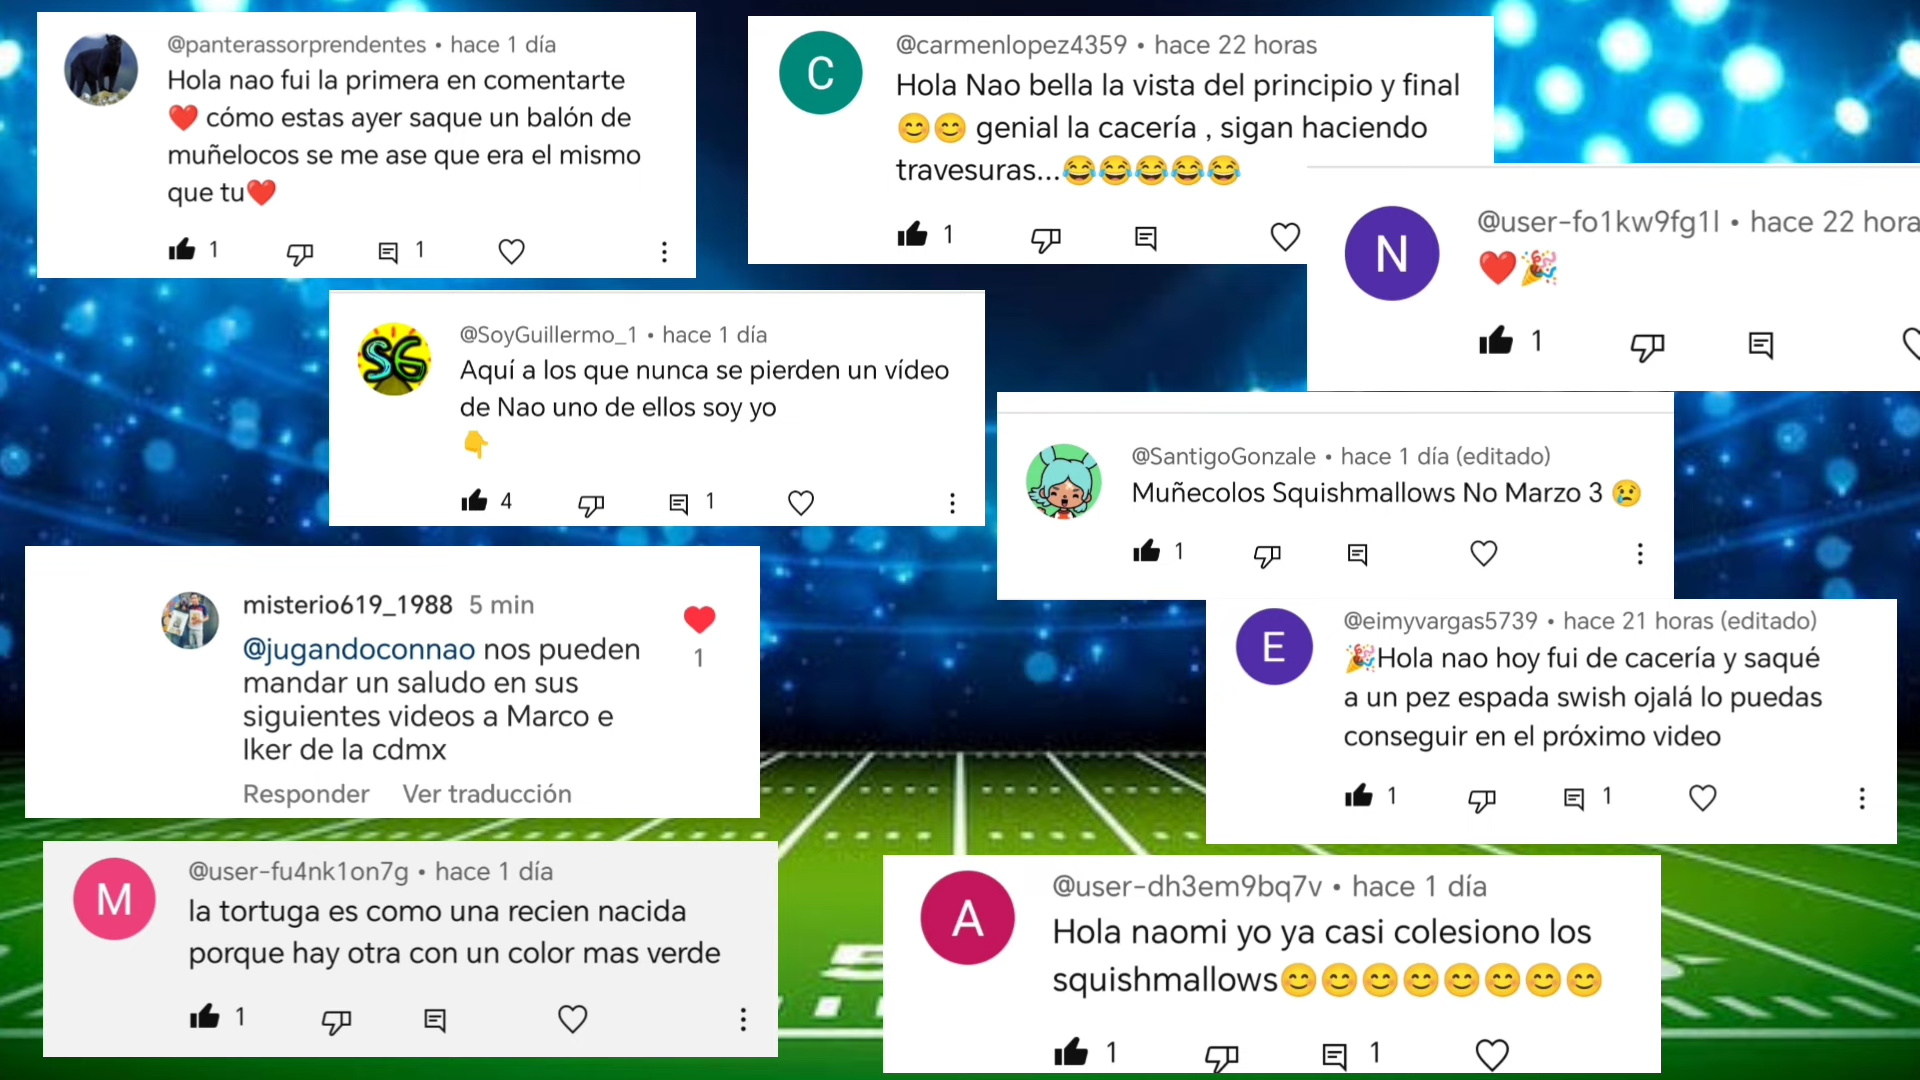 @panterassorprendentes • hace 1 día
Hola nao fui la primera en comentarte
❤️ cómo estas ayer saque un balón de
muñelocos se me ase que era el mismo
que tu❤️
1 1
C
@carmenlopez4359 • hace 22 horas
Hola Nao bella la vista del principio y final
😊😊 genial la cacería , sigan haciendo
travesuras...😂😂😂😂😂
1
N
@user-fo1kw9fg1l • hace 22 hora
❤️🎉
1
SG
@SoyGuillermo_1 • hace 1 día
Aquí a los que nunca se pierden un vídeo
de Nao uno de ellos soy yo
👇
4 1
@SantigoGonzale • hace 1 día (editado)
Muñecolos Squishmallows No Marzo 3 😢
1
misterio619_1988 5 min
@jugandoconnao nos pueden
mandar un saludo en sus
siguientes videos a Marco e
Iker de la cdmx
1
Responder Ver traducción
E
@eimyvargas5739 • hace 21 horas (editado)
🎉Hola nao hoy fui de cacería y saqué
a un pez espada swish ojalá lo puedas
conseguir en el próximo video
1 1
M
@user-fu4nk1on7g • hace 1 día
la tortuga es como una recien nacida
porque hay otra con un color mas verde
1
A
@user-dh3em9bq7v • hace 1 día
Hola naomi yo ya casi colesiono los
squishmallows😊😊😊😊😊😊😊😊
1 1
5